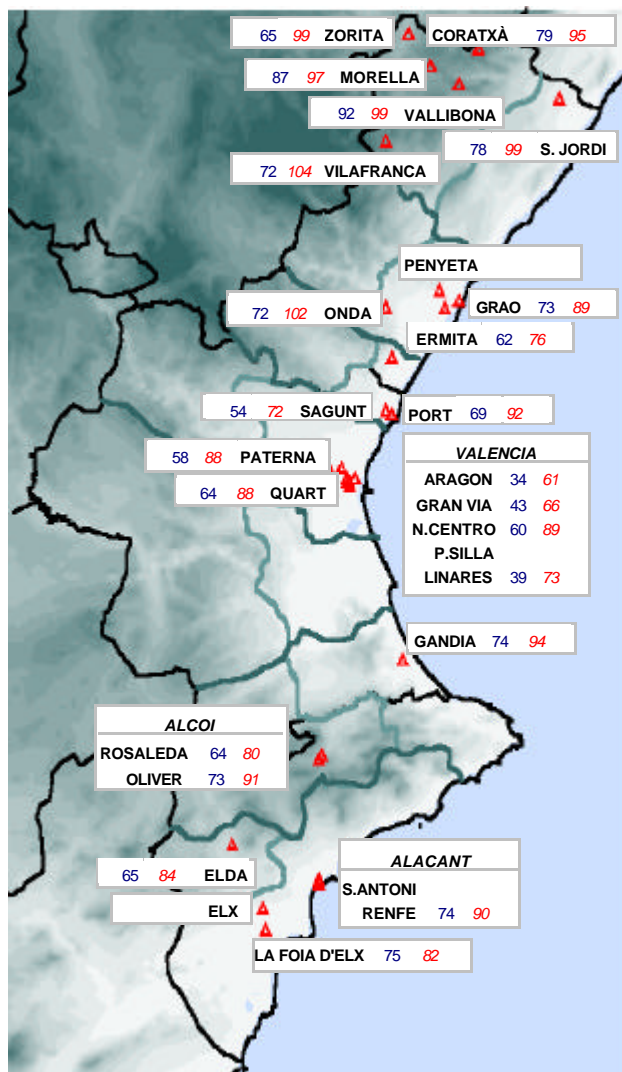 65 99 ZORITA
CORATXÀ 79 95
87 97 MORELLA
92 99 VALLIBONA
78 99 S. JORDI
72 104 VILAFRANCA
PENYETA
72 102 ONDA
GRAO 73 89
ERMITA 62 76
54 72 SAGUNT
PORT 69 92
58 88 PATERNA
64 88 QUART
VALENCIA
ARAGON 34 61
GRAN VIA 43 66
N.CENTRO 60 89
P.SILLA
LINARES 39 73
GANDIA 74 94
ALCOI
ROSALEDA 64 80
OLIVER 73 91
65 84 ELDA
ELX
ALACANT
S.ANTONI
RENFE 74 90
LA FOIA D'ELX 75 82